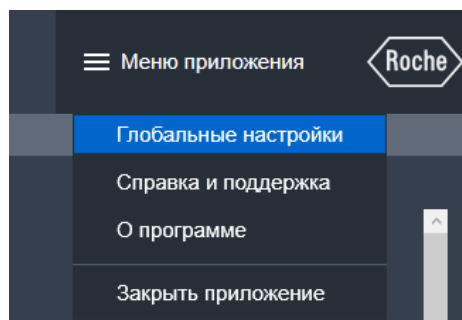 Меню приложения
Roche
Глобальные настройки
Справка и поддержка
О программе
Закрыть приложение